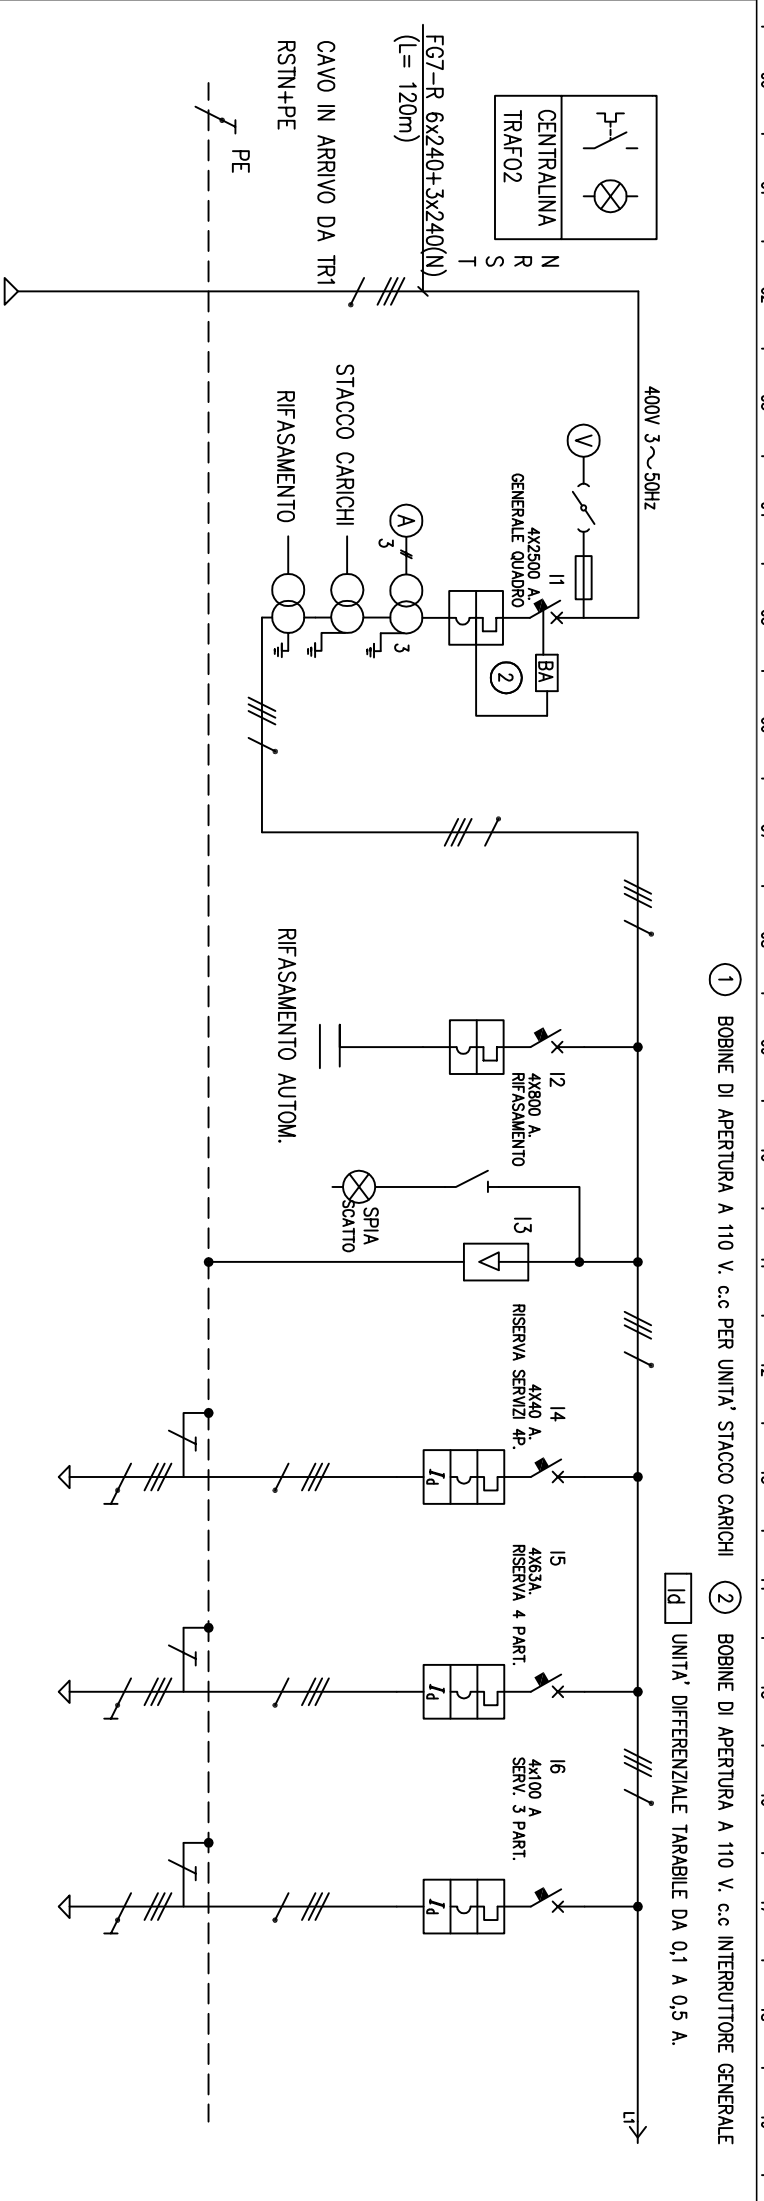 1 BOBINE DI APERTURA A 110 V. c.c PER UNITA' STACCO CARICHI
2 BOBINE DI APERTURA A 110 V. c.c INTERRUTTORE GENERALE
Id UNITA' DIFFERENZIALE TARABILE DA 0,1 A 0,5 A.
CENTRALINA
TRAFO2
N
R
S
T
FG7-R 6x240+3x240(N)
(L= 120m)
CAVO IN ARRIVO DA TR1
RSTN+PE
PE
400V 3~50Hz
V
I1
4X2500 A.
GENERALE QUADRO
BA
2
A
3
3
STACCO CARICHI
RIFASAMENTO
I2
4X800 A.
RIFASAMENTO
RIFASAMENTO AUTOM.
I3
SPIA
SCATTO
I4
4X40 A.
RISERVA SERVIZI 4P.
Id
I5
4X63A.
RISERVA 4 PART.
Id
I6
4x100 A
SERV. 3 PART.
Id
L1